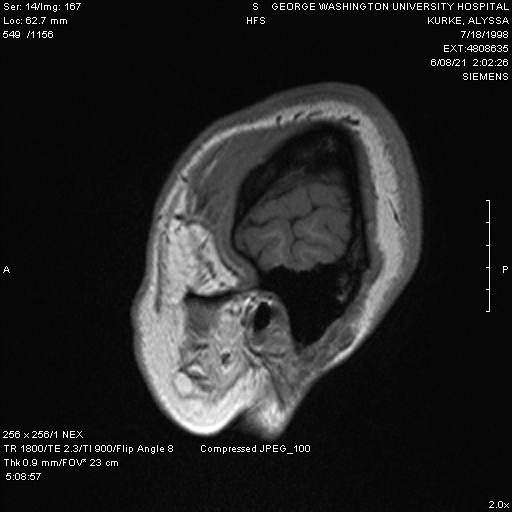 Ser: 14/Img: 167
Loc: 62.7 mm
549 /1156
S GEORGE WASHINGTON UNIVERSITY HOSPITAL
HFS KURKE, ALYSSA
7/18/1998
EXT:4808635
6/08/21 2:02:26
SIEMENS
A
P
256 x 256/1 NEX
TR 1800/TE 2.3/TI 900/Flip Angle 8 Compressed JPEG_100
Thk 0.9 mm/FOV* 23 cm
5:08:57
2.0x